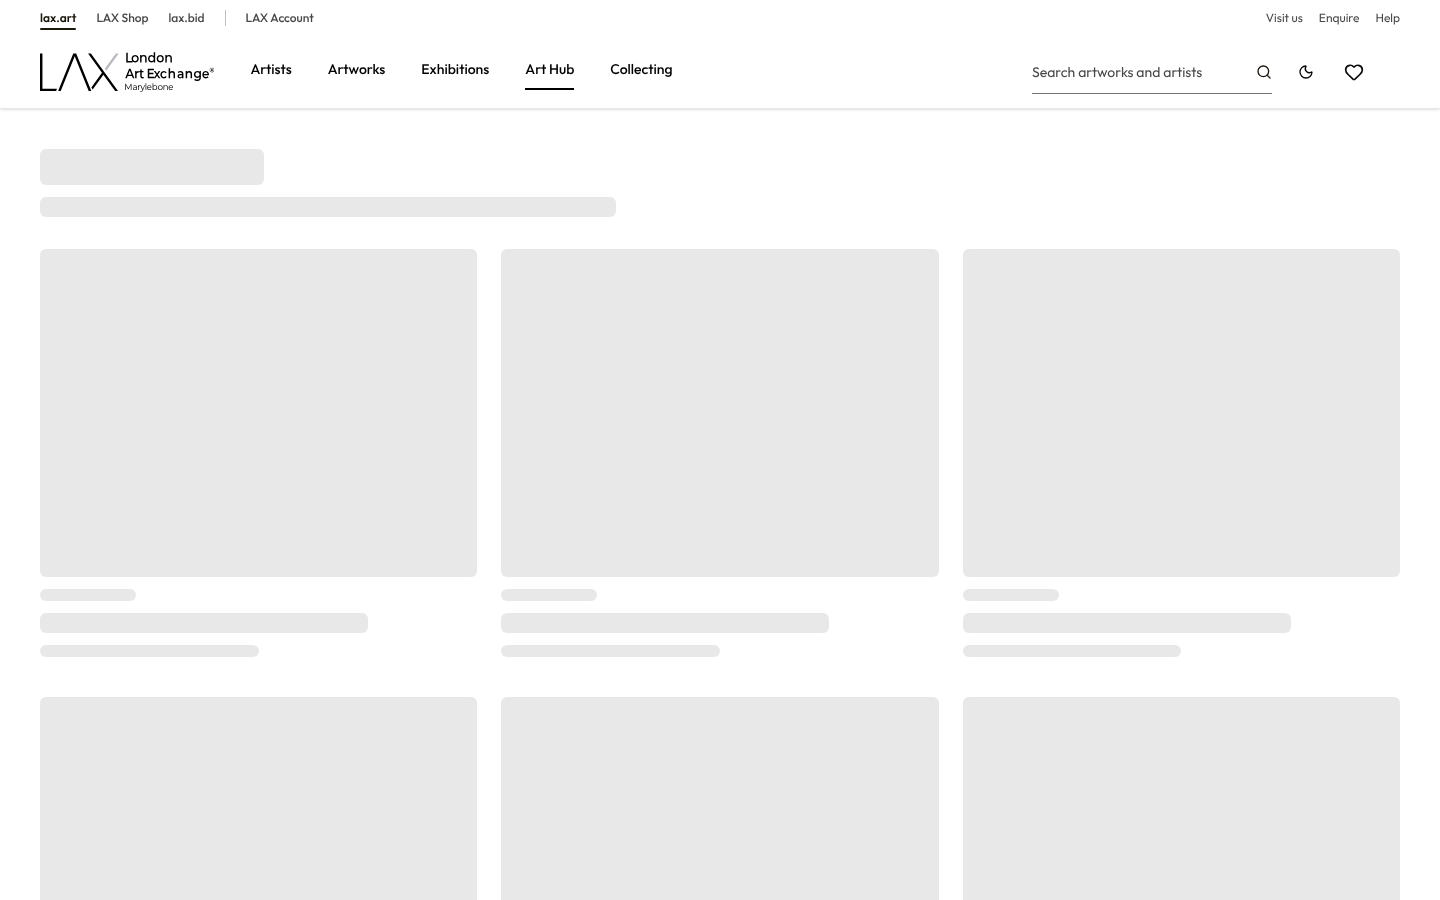 lax.art LAX Shop lax.bid LAX Account Visit us Enquire Help
LAX London
Art Exchange®
Marylebone
Artists Artworks Exhibitions Art Hub Collecting Search artworks and artists